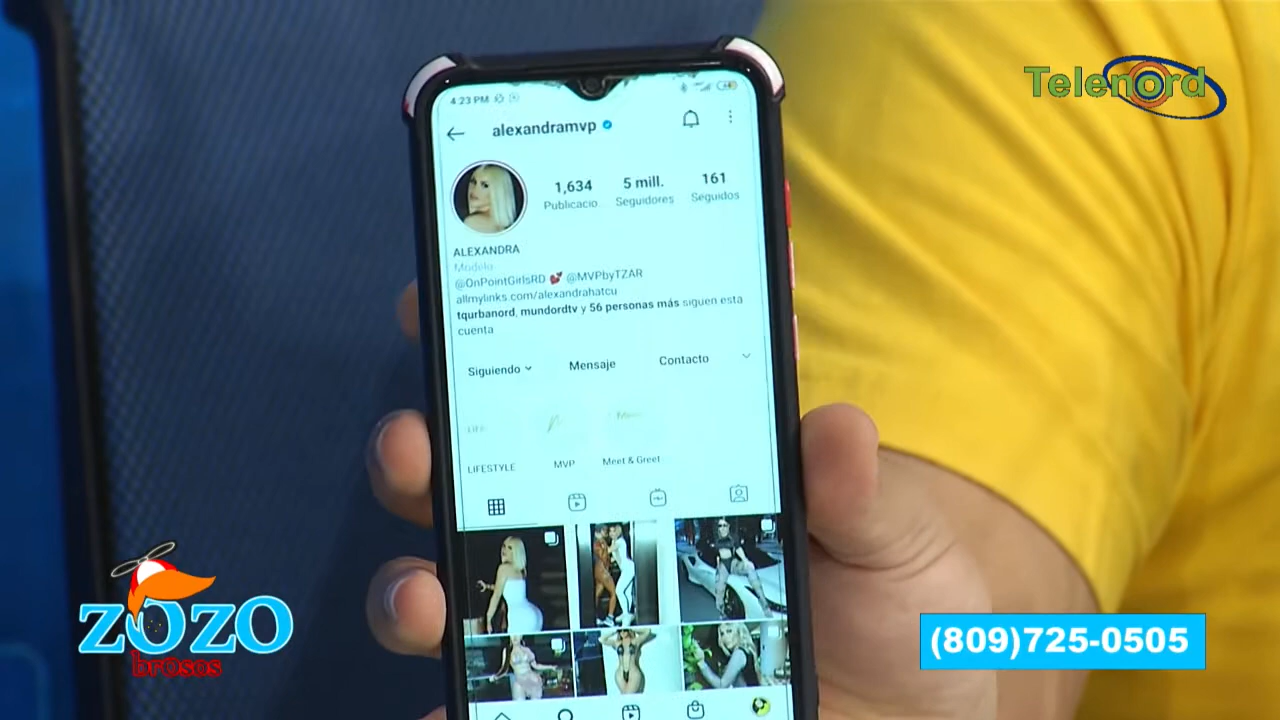 Telenord
4:23 PM
alexandramvp
1,634 5 mill. 161
Publicacio... Seguidores Seguidos
ALEXANDRA
Modelo
@OnPointGirlsRD 💕 @MVPbyTZAR
allmylinks.com/alexandrahatcu
tqurbanord, mundordtv y 56 personas más siguen esta
cuenta
Siguiendo Mensaje Contacto
LIFESTYLE MVP Meet & Greet
ZOZO
brosos
(809)725-0505